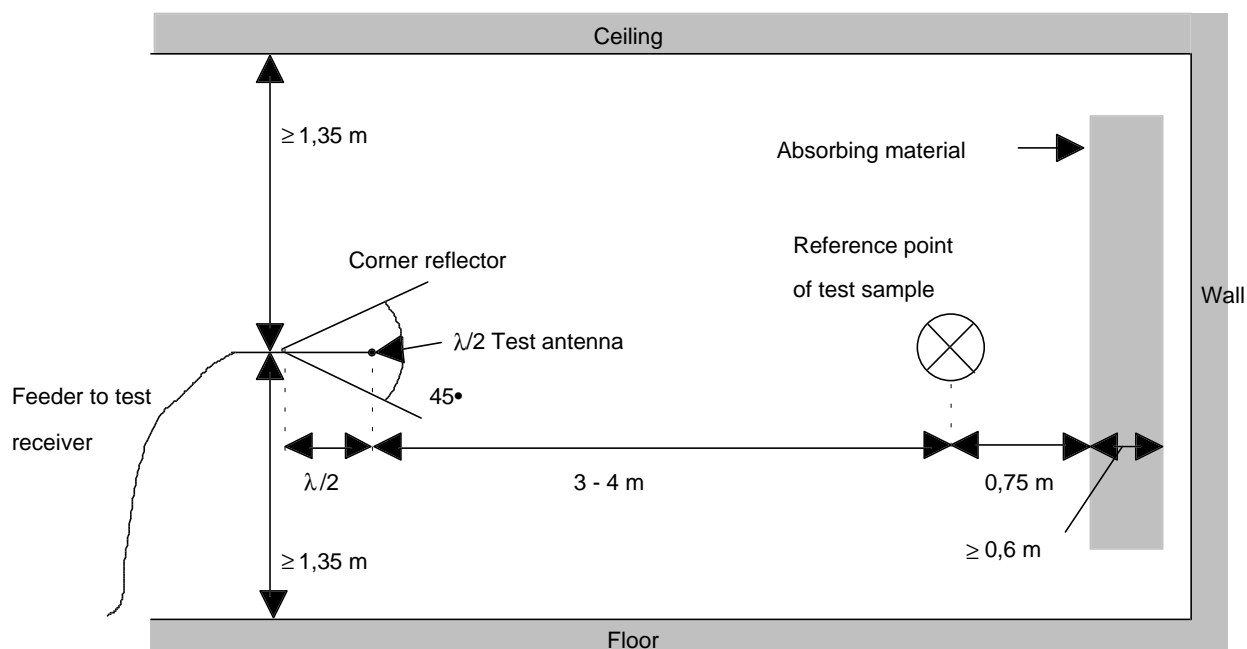 Ceiling
≥ 1,35 m
Absorbing material
Reference point
of test sample
Corner reflector
Wall
λ/2 Test antenna
45•
Feeder to test
receiver
λ/2
3 - 4 m
0,75 m
≥ 0,6 m
≥ 1,35 m
Floor